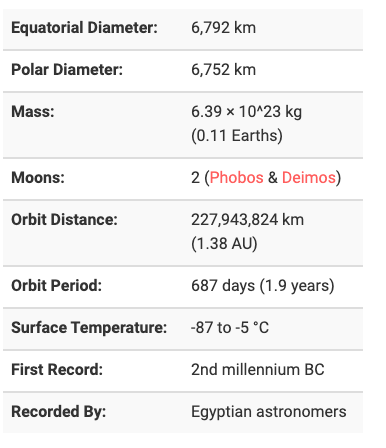 Equatorial Diameter: 6,792 km
Polar Diameter: 6,752 km
Mass: 6.39 × 10^23 kg
(0.11 Earths)
Moons: 2 (Phobos & Deimos)
Orbit Distance: 227,943,824 km
(1.38 AU)
Orbit Period: 687 days (1.9 years)
Surface Temperature: -87 to -5 °C
First Record: 2nd millennium BC
Recorded By: Egyptian astronomers